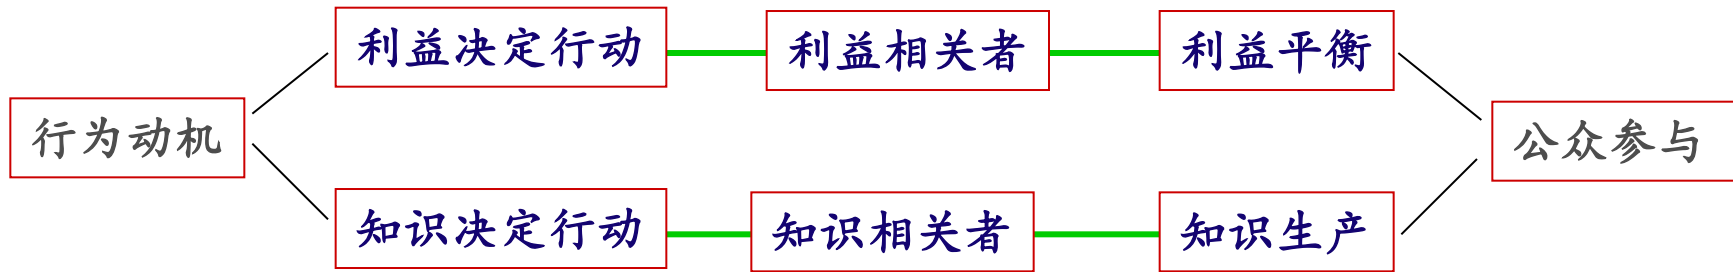 利益决定行动
利益相关者
利益平衡
行为动机
公众参与
知识决定行动
知识相关者
知识生产